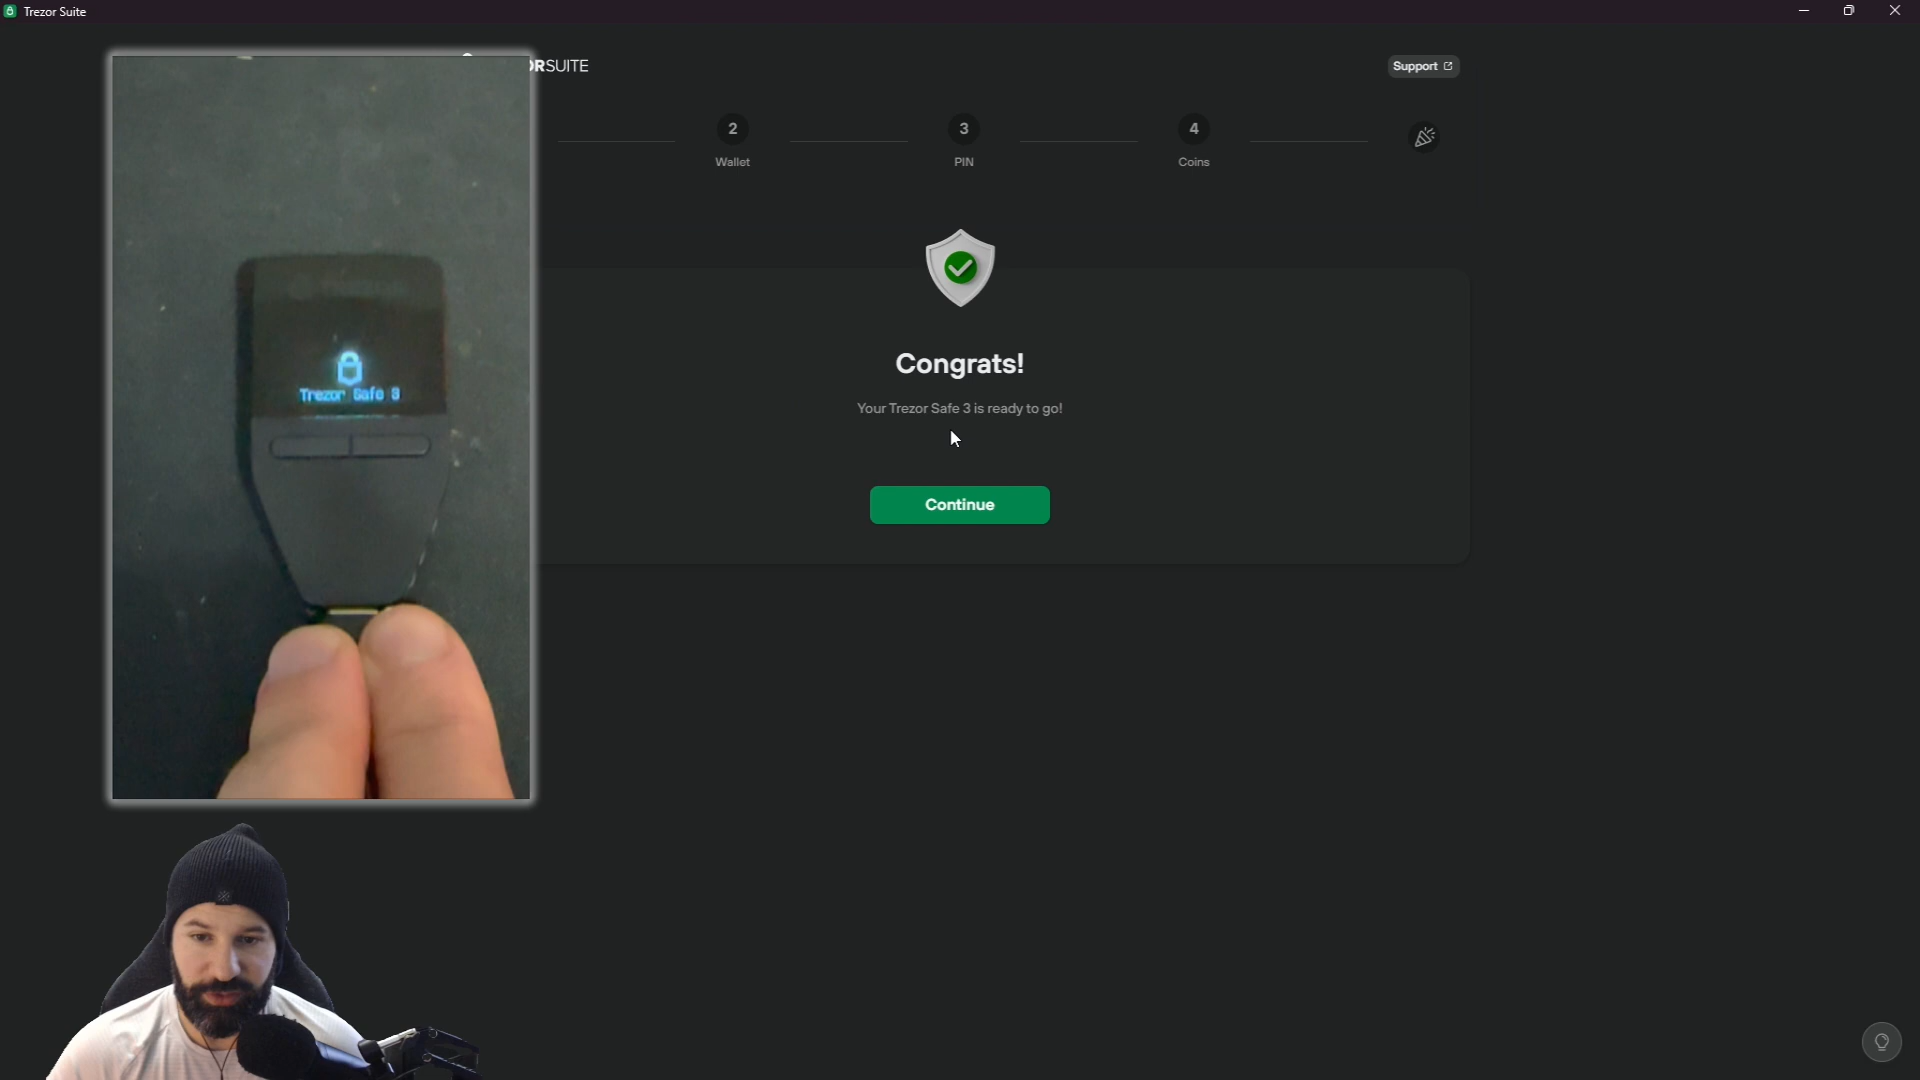 Trezor Suite
RSUITE
Support
2
3
4
Wallet
PIN
Coins
Trezor Safe 3
Congrats!
Your Trezor Safe 3 is ready to go!
Continue